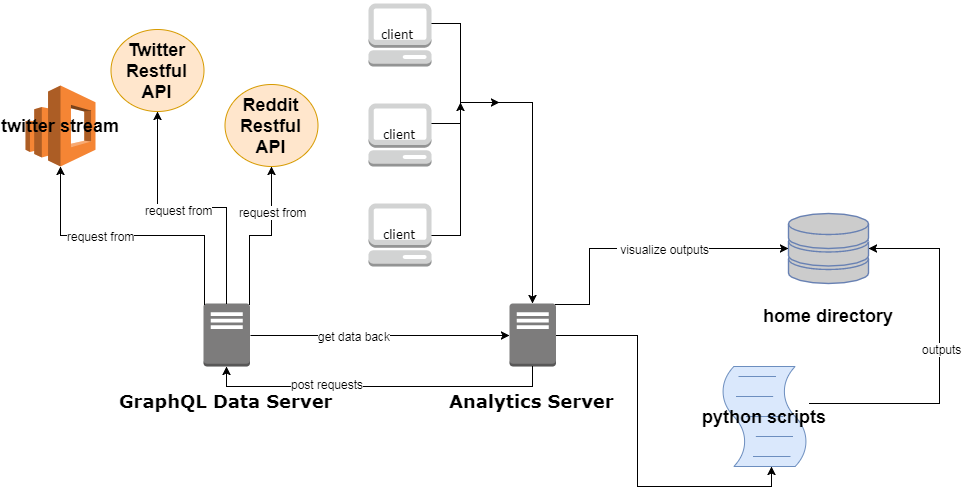 client
Twitter
Restful
API
Reddit
Restful
API
twitter stream
client
request from
request from
client
request from
visualize outputs
home directory
get data back
outputs
post requests
GraphQL Data Server
Analytics Server
python scripts